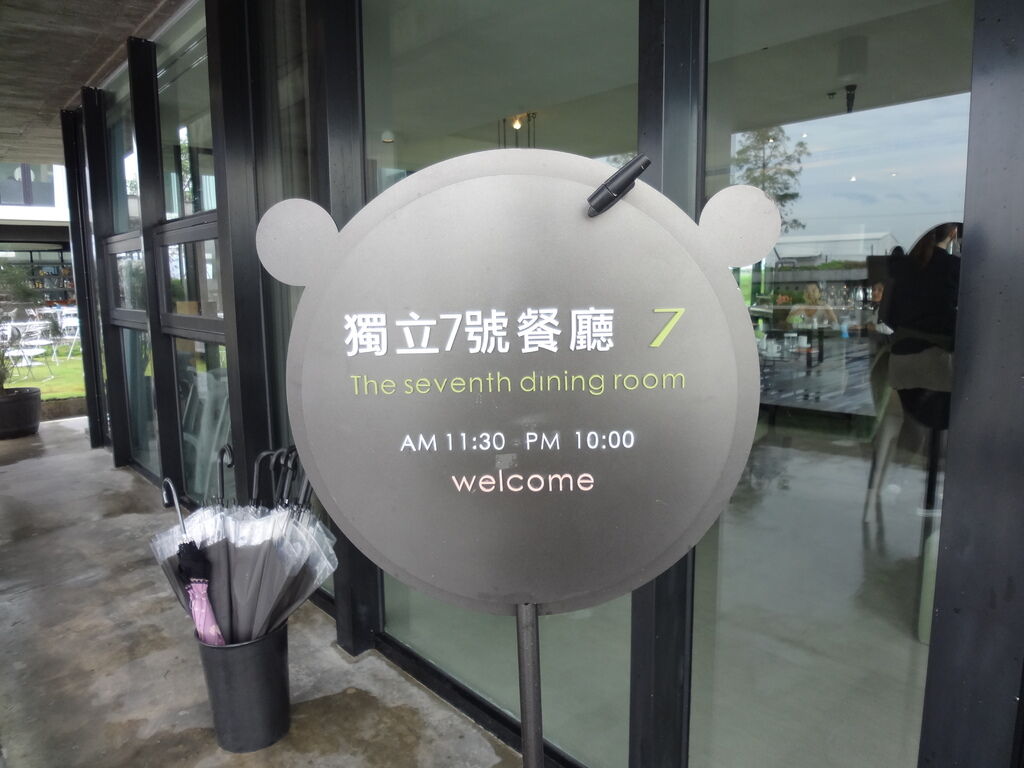 獨立7號餐廳 7
The seventh dining room
AM 11:30 PM 10:00
welcome